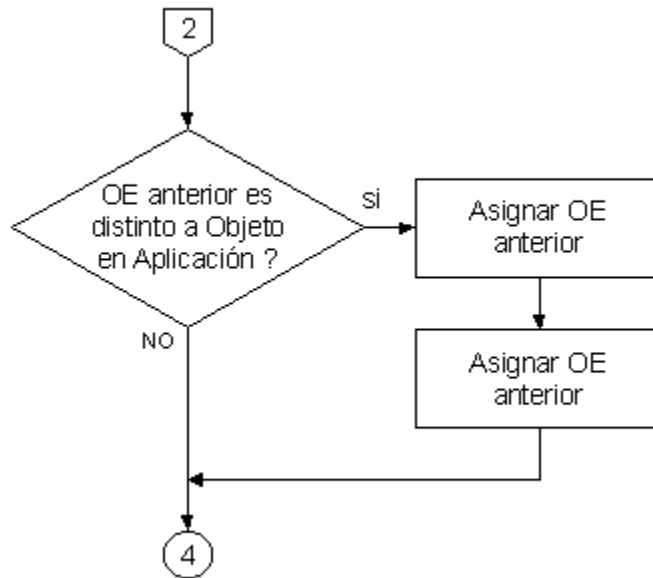 2
OE anterior es
distinto a Objeto
en Aplicación ?
SI
Asignar OE
anterior
Asignar OE
anterior
NO
4